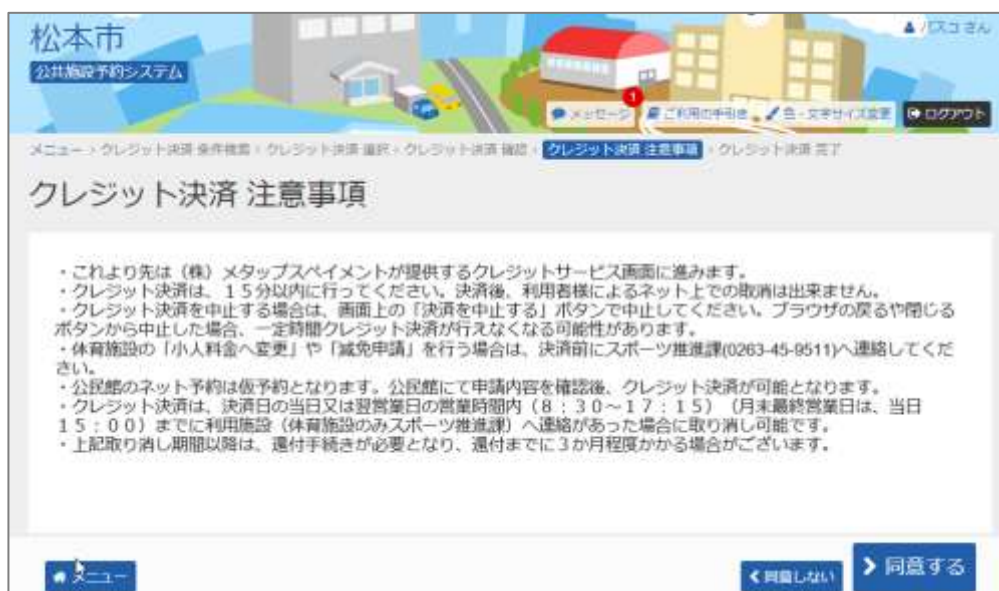 松本市
公共施設予約システム
パスコ さん
1
メッセージ ご利用の手引き 色・文字サイズ変更 ログアウト
メニュー › クレジット決済 条件検索 › クレジット決済 選択 › クレジット決済 確認 › クレジット決済 注意事項 › クレジット決済 完了
クレジット決済 注意事項
・これより先は（株）メタップスペイメントが提供するクレジットサービス画面に進みます。
・クレジット決済は、１５分以内に行ってください。決済後、利用者様によるネット上での取消は出来ません。
・クレジット決済を中止する場合は、画面上の「決済を中止する」ボタンで中止してください。ブラウザの戻るや閉じる
ボタンから中止した場合、一定時間クレジット決済が行えなくなる可能性があります。
・体育施設の「小人料金へ変更」や「減免申請」を行う場合は、決済前にスポーツ推進課(0263-45-9511)へ連絡してくだ
さい。
・公民館のネット予約は仮予約となります。公民館にて申請内容を確認後、クレジット決済が可能となります。
・クレジット決済は、決済日の当日又は翌営業日の営業時間内（８：３０～１７：１５）（月末最終営業日は、当日
１５：００）までに利用施設（体育施設のみスポーツ推進課）へ連絡があった場合に取り消し可能です。
・上記取り消し期間以降は、還付手続きが必要となり、還付までに３か月程度かかる場合がございます。
メニュー
同意しない
同意する